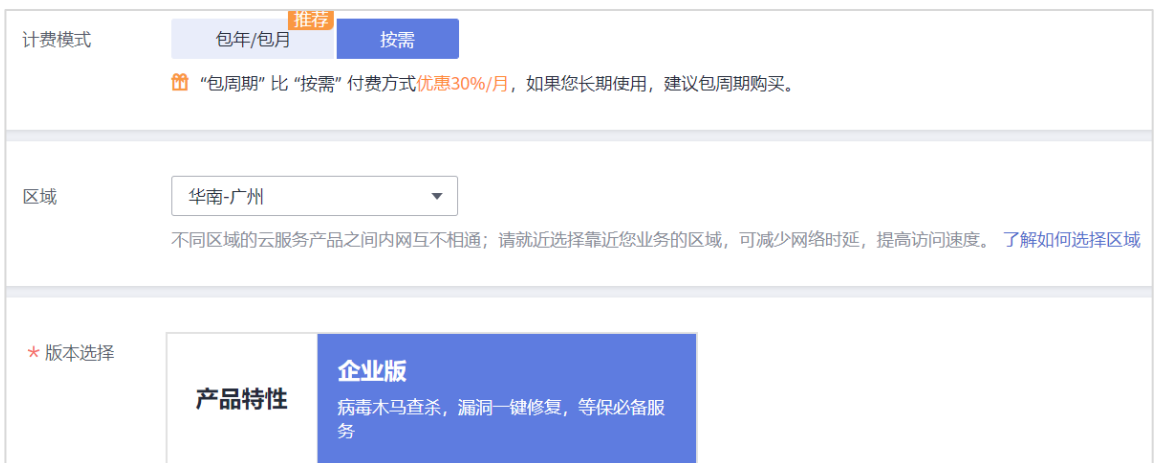 推荐
计费模式 包年/包月 按需
“包周期” 比 “按需” 付费方式优惠30%/月，如果您长期使用，建议包周期购买。
区域 华南-广州
不同区域的云服务产品之间内网互不相通；请就近选择靠近您业务的区域，可减少网络时延，提高访问速度。 了解如何选择区域
* 版本选择
产品特性
企业版
病毒木马查杀，漏洞一键修复，等保必备服
务